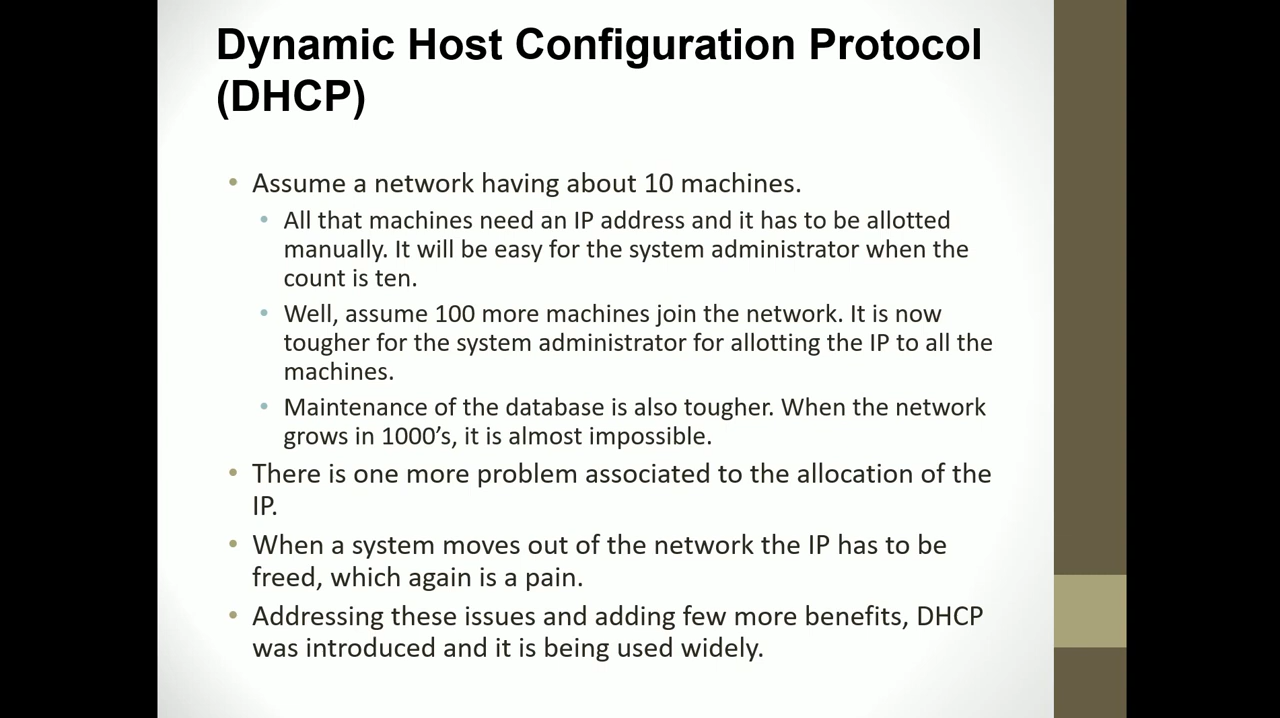 Dynamic Host Configuration Protocol
(DHCP)
• Assume a network having about 10 machines.
• All that machines need an IP address and it has to be allotted
manually. It will be easy for the system administrator when the
count is ten.
• Well, assume 100 more machines join the network. It is now
tougher for the system administrator for allotting the IP to all the
machines.
• Maintenance of the database is also tougher. When the network
grows in 1000’s, it is almost impossible.
• There is one more problem associated to the allocation of the
IP.
• When a system moves out of the network the IP has to be
freed, which again is a pain.
• Addressing these issues and adding few more benefits, DHCP
was introduced and it is being used widely.